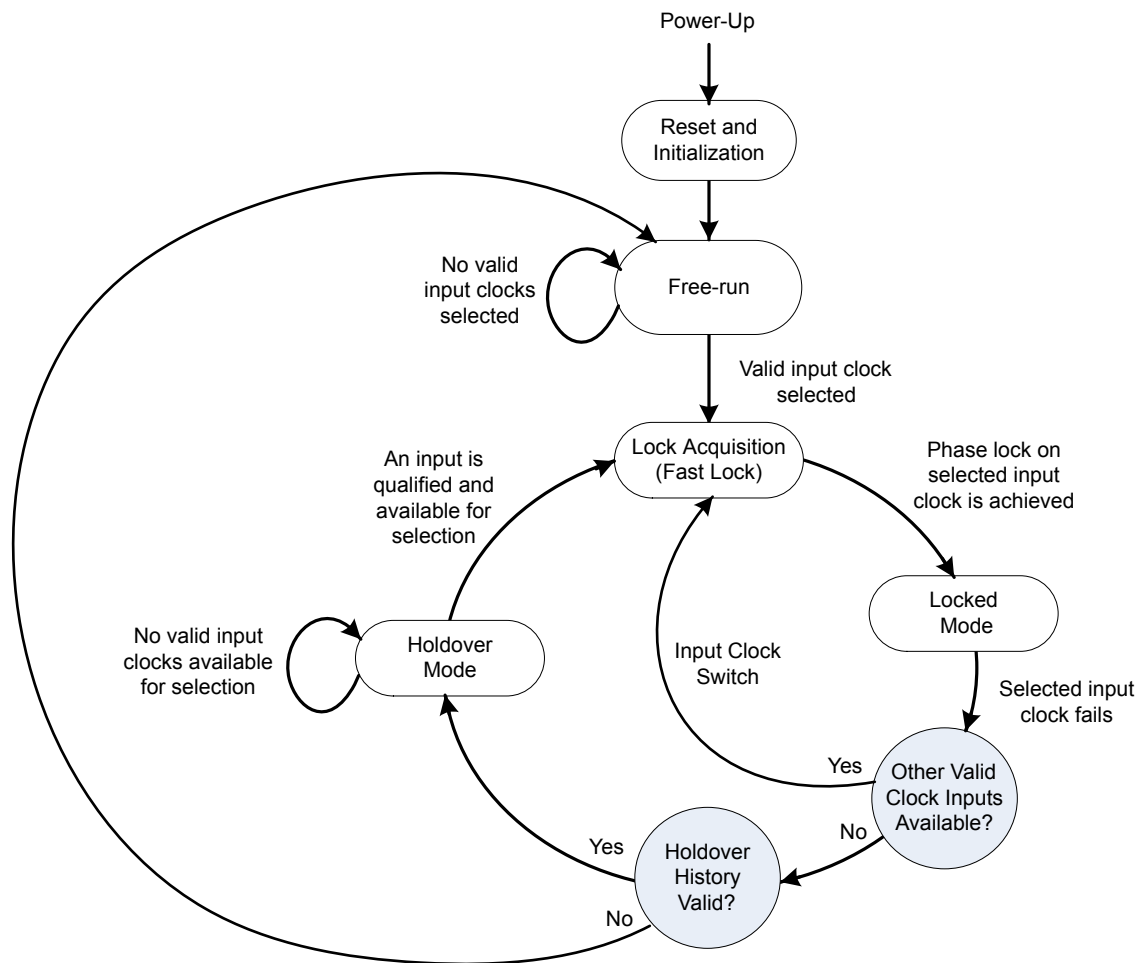 Power-Up
Reset and
Initialization
No valid
input clocks
selected
Free-run
Valid input clock
selected
An input is
qualified and
available for
selection
Lock Acquisition
(Fast Lock)
Phase lock on
selected input
clock is achieved
Locked
Mode
No valid input
clocks available
for selection
Holdover
Mode
Input Clock
Switch
Selected input
clock fails
Yes
Other Valid
Clock Inputs
Available?
No
Yes
Holdover
History
Valid?
No